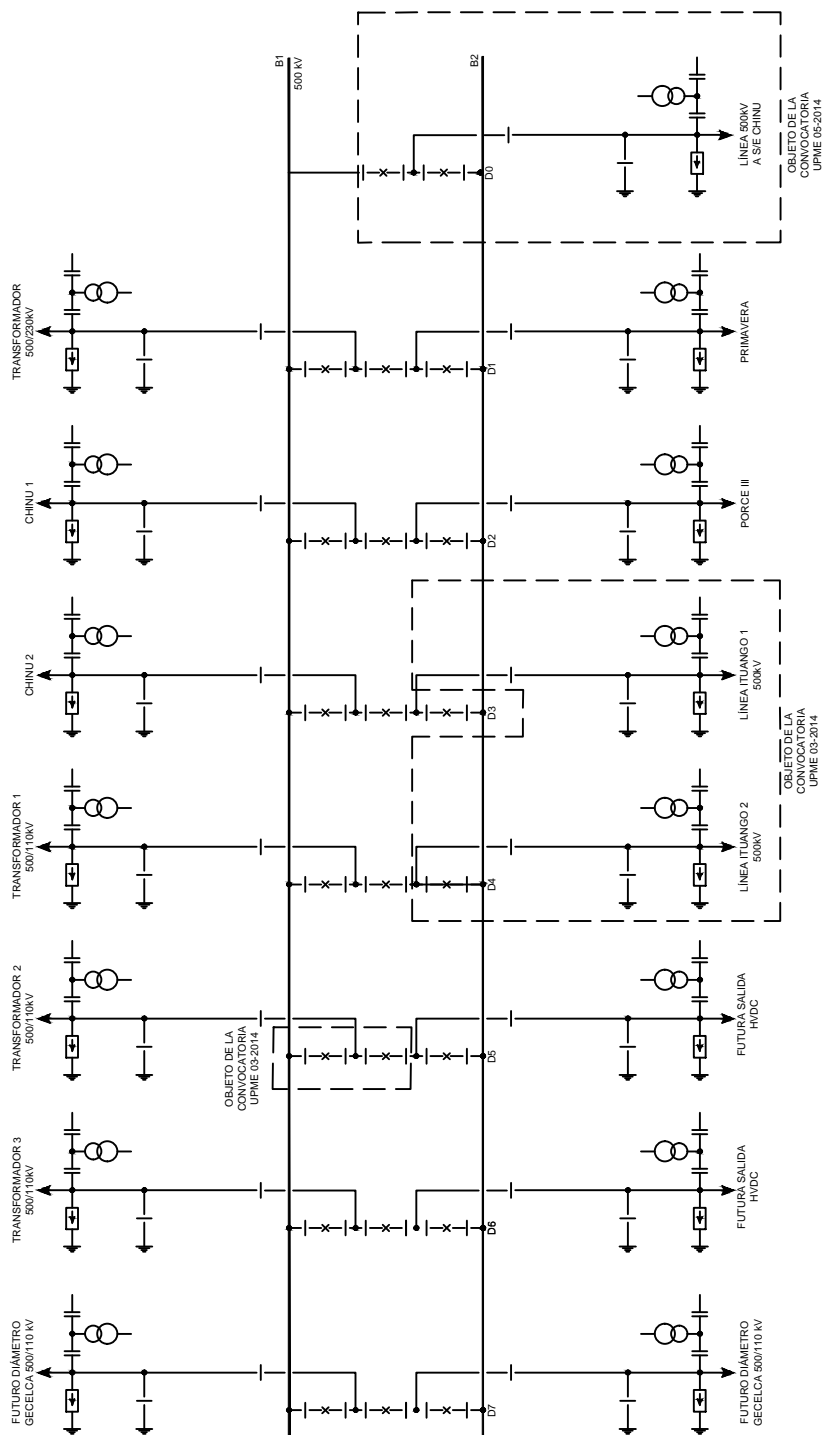 B1
500 kV
B2
D0
LÍNEA 500kV
A S/E CHINU
OBJETO DE LA
CONVOCATORIA
UPME 05-2014
TRANSFORMADOR
500/230kV
D1
PRIMAVERA
CHINU 1
D2
PORCE III
CHINU 2
D3
LÍNEA ITUANGO 1
500kV
OBJETO DE LA
CONVOCATORIA
UPME 03-2014
TRANSFORMADOR 1
500/110kV
D4
LÍNEA ITUANGO 2
500kV
TRANSFORMADOR 2
500/110kV
OBJETO DE LA
CONVOCATORIA
UPME 03-2014
D5
FUTURA SALIDA
HVDC
TRANSFORMADOR 3
500/110kV
D6
FUTURA SALIDA
HVDC
FUTURO DIÁMETRO
GECELCA 500/110 kV
D7
FUTURO DIÁMETRO
GECELCA 500/110 kV